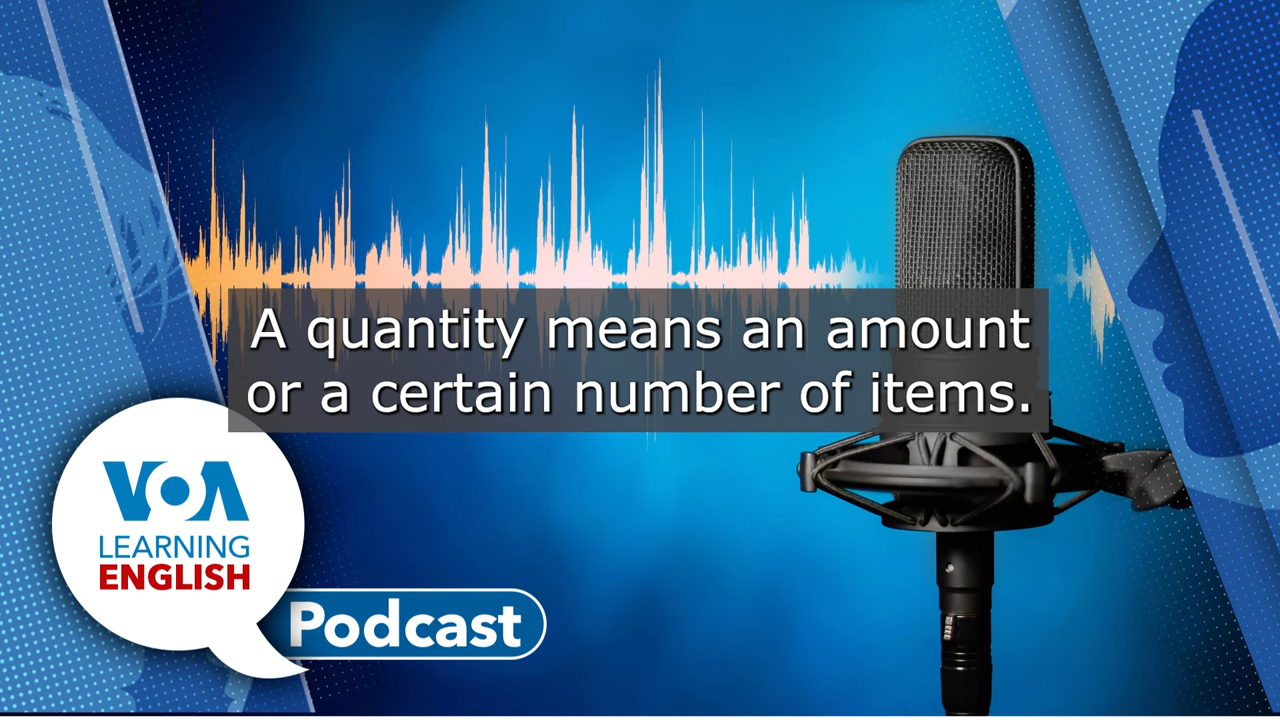 A quantity means an amount
or a certain number of items.
VOA
LEARNING
ENGLISH
Podcast